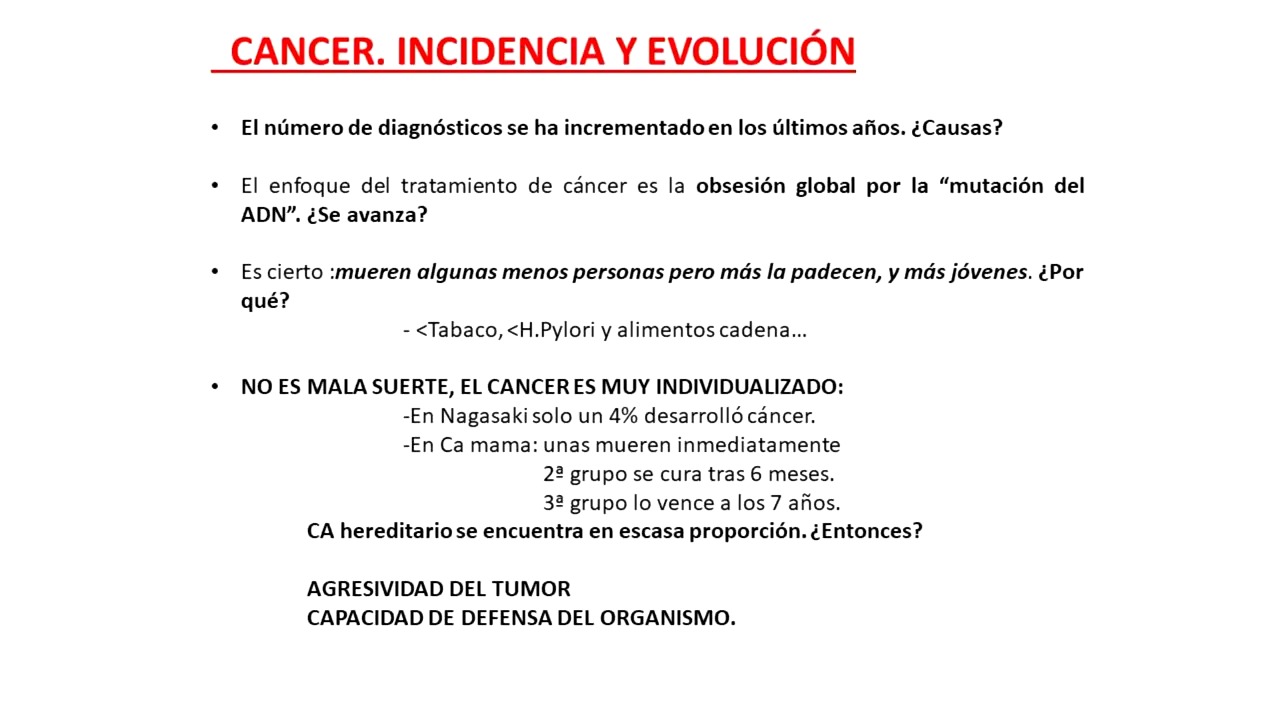 CANCER. INCIDENCIA Y EVOLUCIÓN
• El número de diagnósticos se ha incrementado en los últimos años. ¿Causas?
• El enfoque del tratamiento de cáncer es la obsesión global por la “mutación del
ADN”. ¿Se avanza?
• Es cierto :mueren algunas menos personas pero más la padecen, y más jóvenes. ¿Por
qué?
- <Tabaco, <H.Pylori y alimentos cadena...
• NO ES MALA SUERTE, EL CANCER ES MUY INDIVIDUALIZADO:
-En Nagasaki solo un 4% desarrolló cáncer.
-En Ca mama: unas mueren inmediatamente
2ª grupo se cura tras 6 meses.
3ª grupo lo vence a los 7 años.
CA hereditario se encuentra en escasa proporción. ¿Entonces?
AGRESIVIDAD DEL TUMOR
CAPACIDAD DE DEFENSA DEL ORGANISMO.